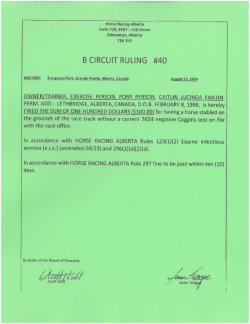 Horse Racing Alberta
Suite 720, 9707 – 110 Street
Edmonton, Alberta
T5K 2L9
B CIRCUIT RULING #40
MEETING: Evergreen Park, Grande Prairie, Alberta, Canada August 11, 2024
OWNER/TRAINER, EXERCISE PERSON, PONY PERSON, CAITLIN LUCINDA FANTIN
PERM. ADD.: LETHBRIDGE, ALBERTA, CANADA, D.O.B. FEBRUARY 8, 1998, is hereby
FINED THE SUM OF ONE HUNDRED DOLLARS ($100.00) for having a horse stabled on
the grounds of the race track without a current 2024 negative Coggins test on file
with the race office.
In accordance with HORSE RACING ALBERTA Rules 123(1)(2) Equine infectious
anemia [e.i.a.] (amended 04/23) and 296(1)(a)(2)(a).
In accordance with HORSE RACING ALBERTA Rule 297 fine to be paid within ten (10)
days.
By Order of the Board of Stewards
Jason Teague